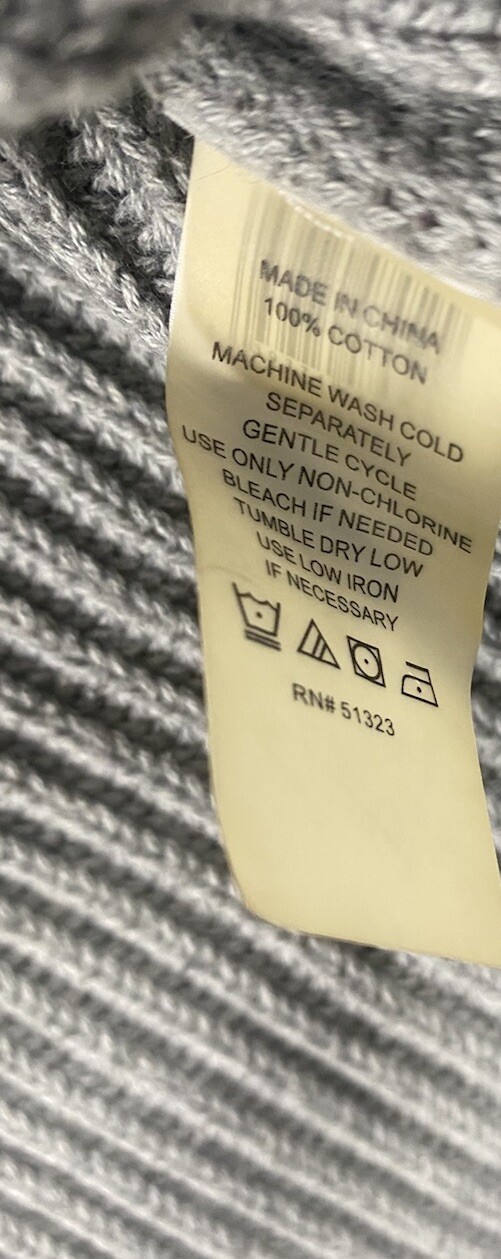 MADE IN CHINA
100% COTTON
MACHINE WASH COLD
SEPARATELY
GENTLE CYCLE
USE ONLY NON-CHLORINE
BLEACH IF NEEDED
TUMBLE DRY LOW
USE LOW IRON
IF NECESSARY
RN# 51323